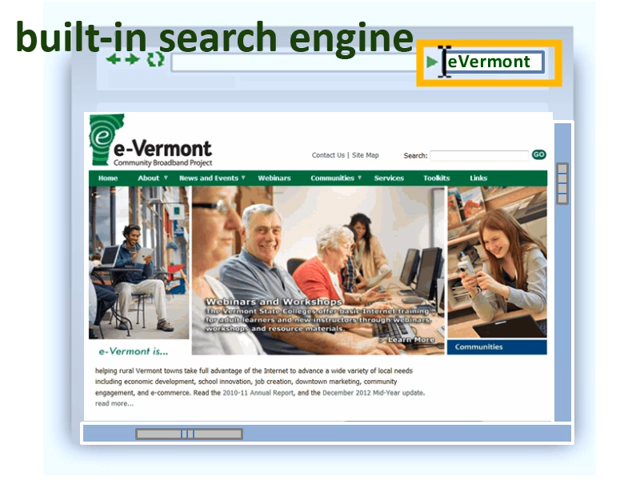 built-in search engine
eVermont
e-Vermont
Community Broadband Project
Contact Us | Site Map Search: GO
Home About News and Events Webinars Communities Services Toolkits Links
Webinars and Workshops
The Vermont State Colleges offer basic Internet training
for adult learners and new instructors through webinars,
workshops and resource materials.
Learn More
Communities
e-Vermont is...
helping rural Vermont towns take full advantage of the Internet to advance a wide variety of local needs
including economic development, school innovation, job creation, downtown marketing, community
engagement, and e-commerce. Read the 2010-11 Annual Report, and the December 2012 Mid-Year update.
read more...